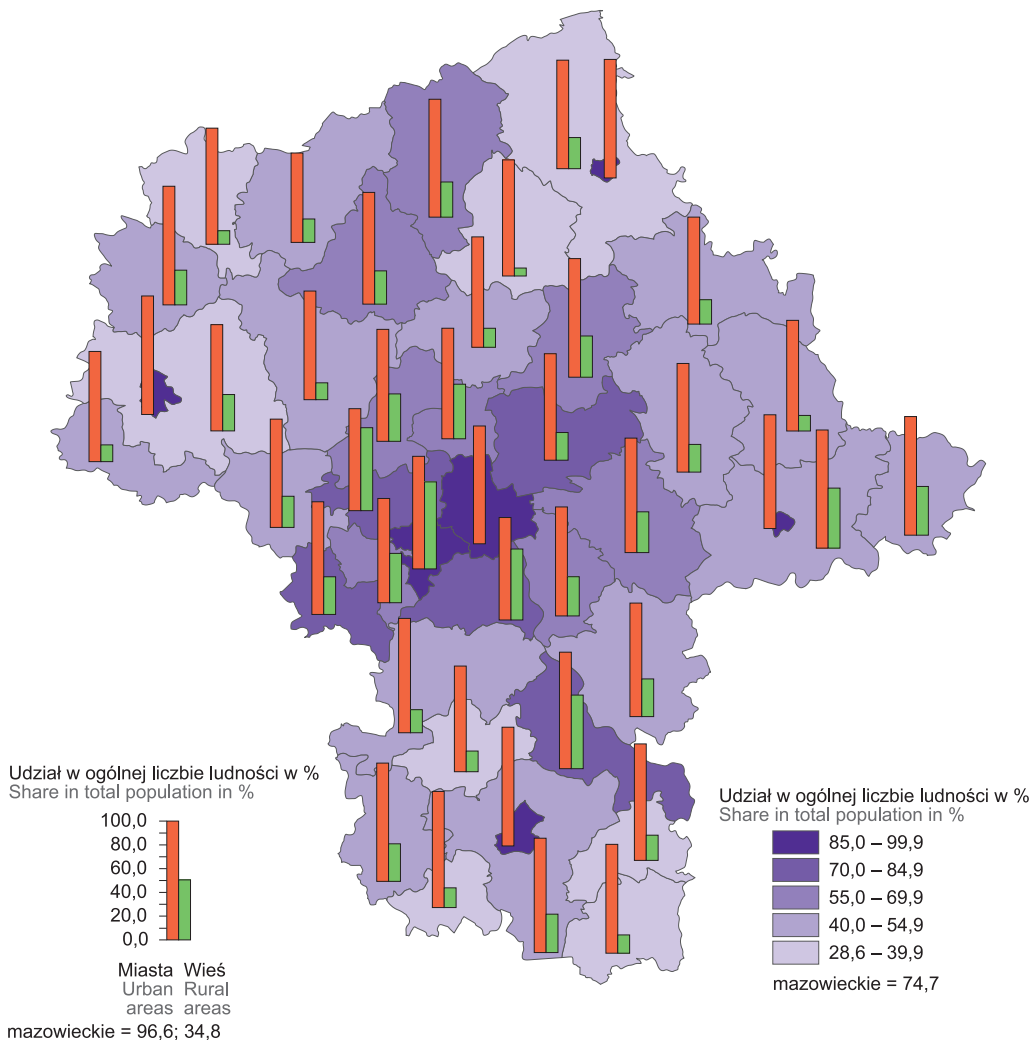 Udział w ogólnej liczbie ludności w %
Share in total population in %
100,0
80,0
60,0
40,0
20,0
0,0
Miasta Wieś
Urban Rural
areas areas
mazowieckie = 96,6; 34,8
Udział w ogólnej liczbie ludności w %
Share in total population in %
85,0 – 99,9
70,0 – 84,9
55,0 – 69,9
40,0 – 54,9
28,6 – 39,9
mazowieckie = 74,7